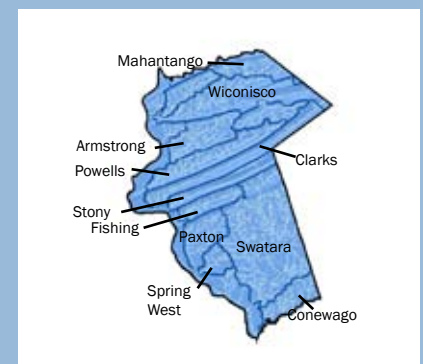 Mahantango
Wiconisco
Armstrong
Clarks
Powells
Stony
Fishing
Paxton
Swatara
Spring
West
Conewago